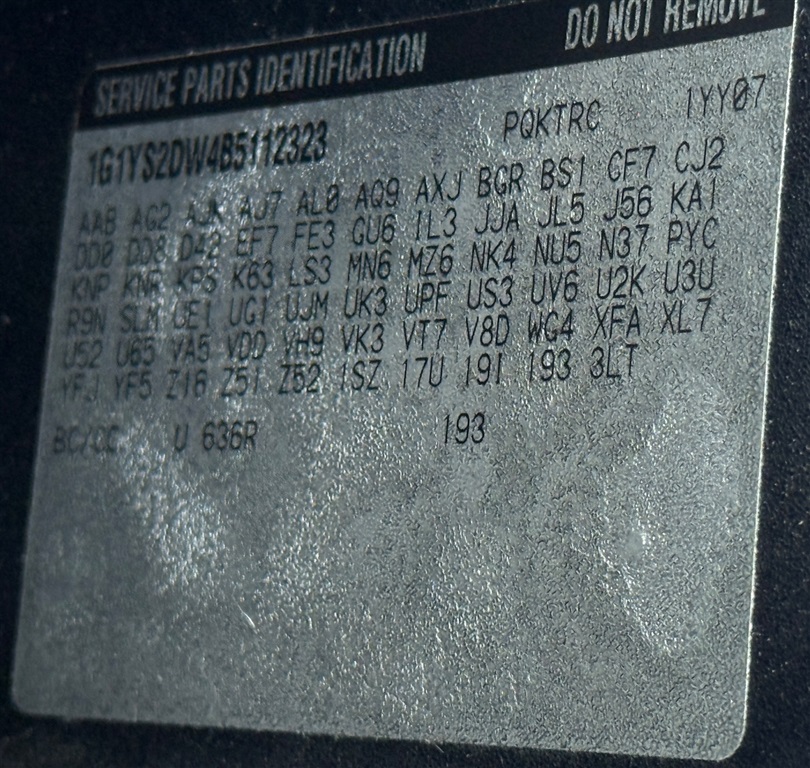 SERVICE PARTS IDENTIFICATION DO NOT REMOVE
1G1YS2DW4B5112323 PQKTRC 1YY07
AAB AG2 AJK AJ7 AL0 AQ9 AXJ BGR BS1 CF7 CJ2
DD0 DD8 D42 EF7 FE3 GU6 IL3 JJA JL5 J56 KA1
KNP KNR KPS K63 LS3 MN6 MZ6 NK4 NU5 N37 PYC
R9N SLM UE1 UG1 UJM UK3 UPF US3 UV6 U2K U3U
U52 U65 VA5 VDD VH9 VK3 VT7 V8D WG4 XFA XL7
YFJ YF5 Z16 Z51 Z52 1SZ 17U 19I 193 3LT
BC/CC U 636R 193